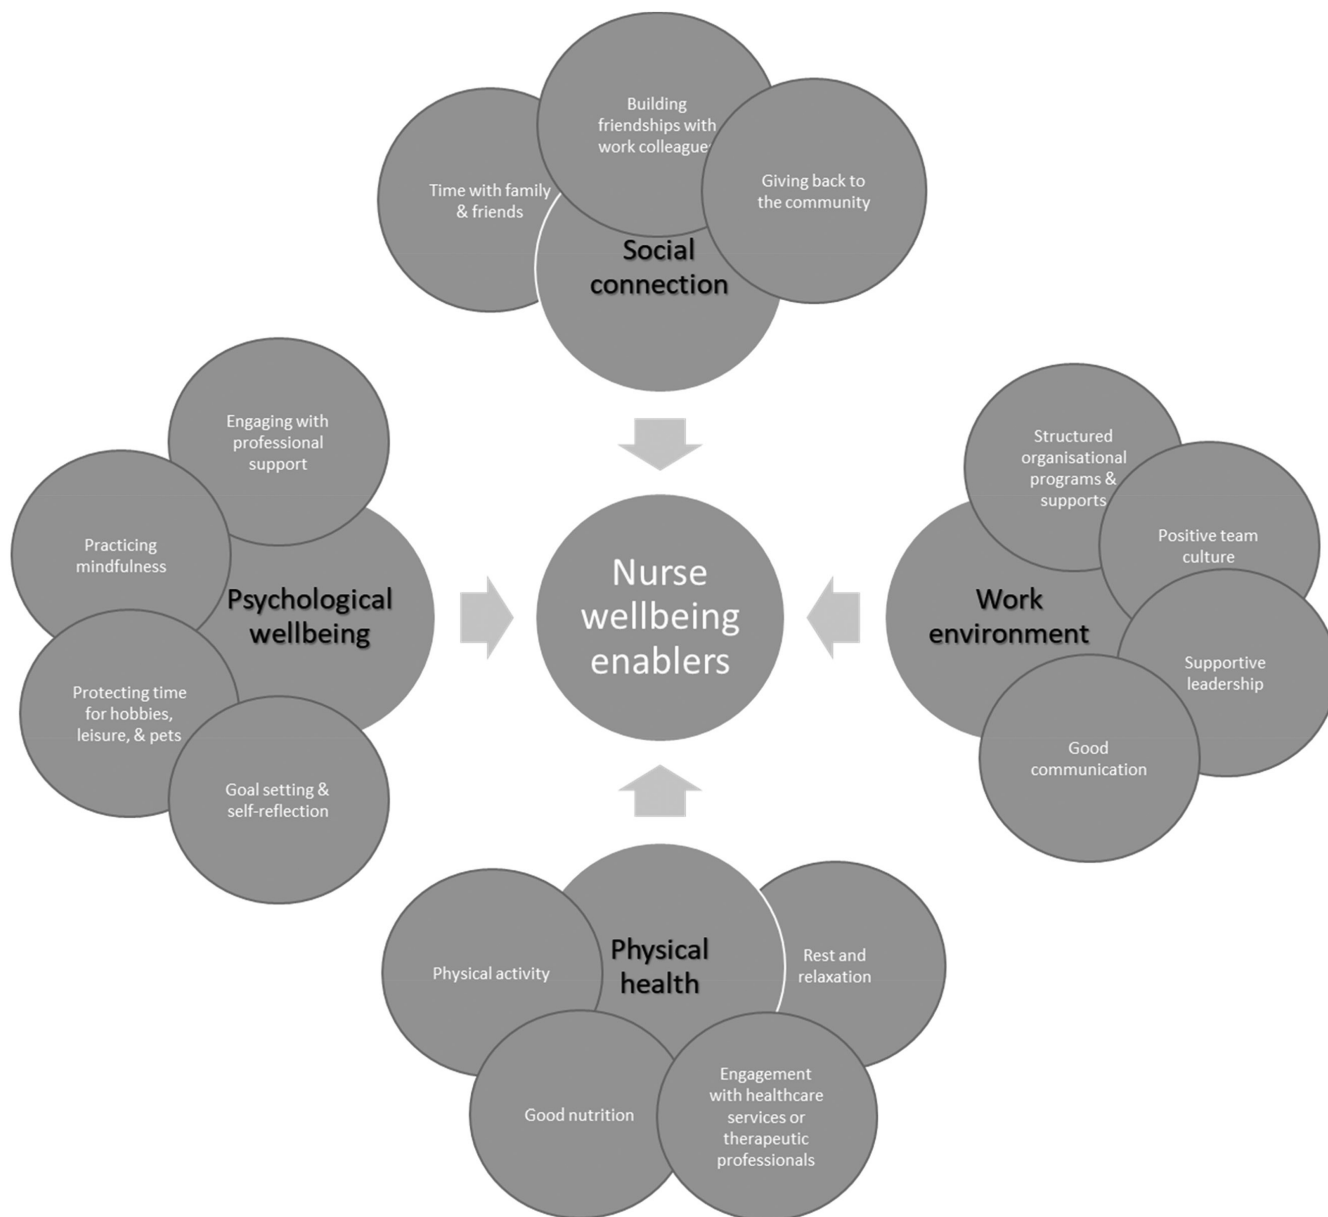 Building
friendships with
work colleagues
Time with family
& friends
Giving back to
the community
Social
connection
Engaging with
professional
support
Practicing
mindfulness
Psychological
wellbeing
Protecting time
for hobbies,
leisure, & pets
Goal setting &
self-reflection
Nurse
wellbeing
enablers
Structured
organisational
programs &
supports
Positive team
culture
Work
environment
Supportive
leadership
Good
communication
Physical
health
Physical activity
Rest and
relaxation
Good nutrition
Engagement
with healthcare
services or
therapeutic
professionals